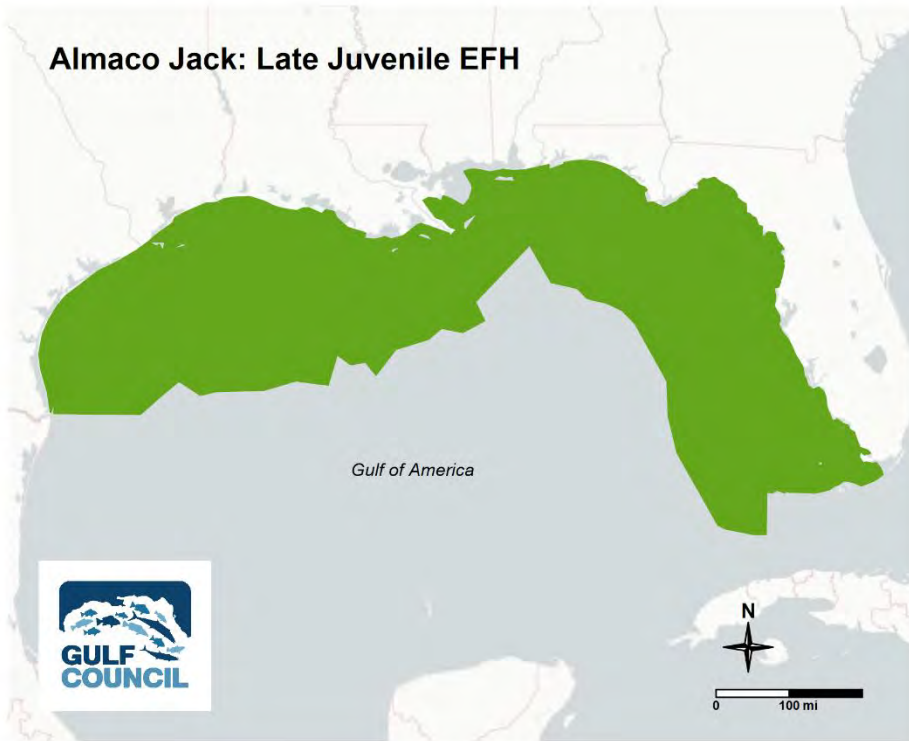 Almaco Jack: Late Juvenile EFH
Gulf of America
GULF
COUNCIL
N
0 100 mi